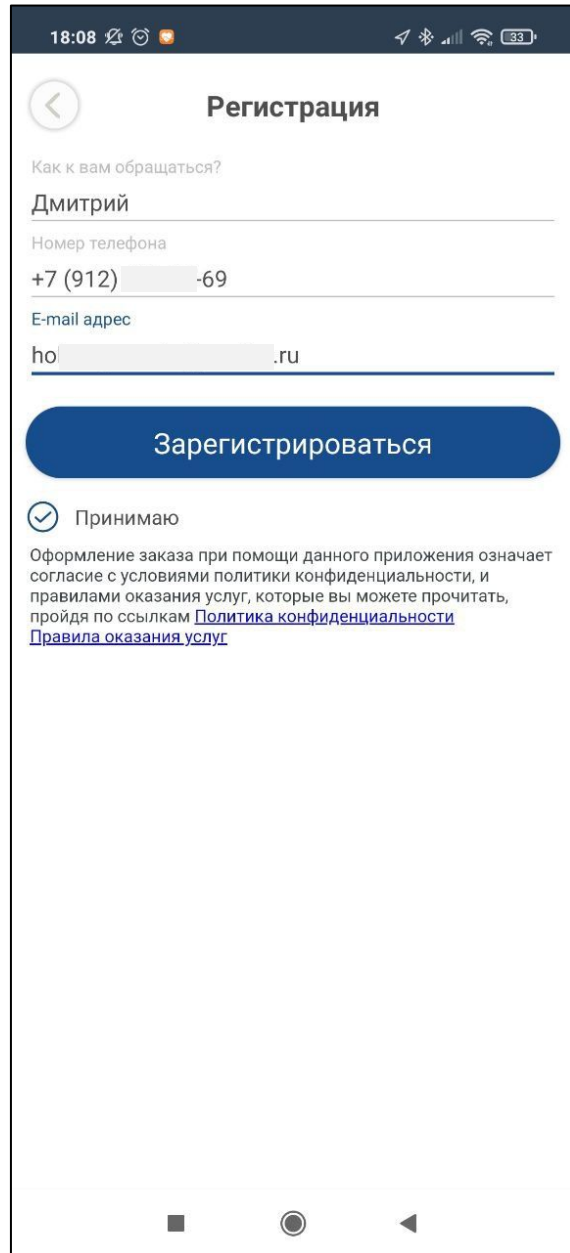 18:08
33
Регистрация
Как к вам обращаться?
Дмитрий
Номер телефона
+7 (912) -69
E-mail адрес
ho .ru
Зарегистрироваться
Принимаю
Оформление заказа при помощи данного приложения означает
согласие с условиями политики конфиденциальности, и
правилами оказания услуг, которые вы можете прочитать,
пройдя по ссылкам Политика конфиденциальности
Правила оказания услуг